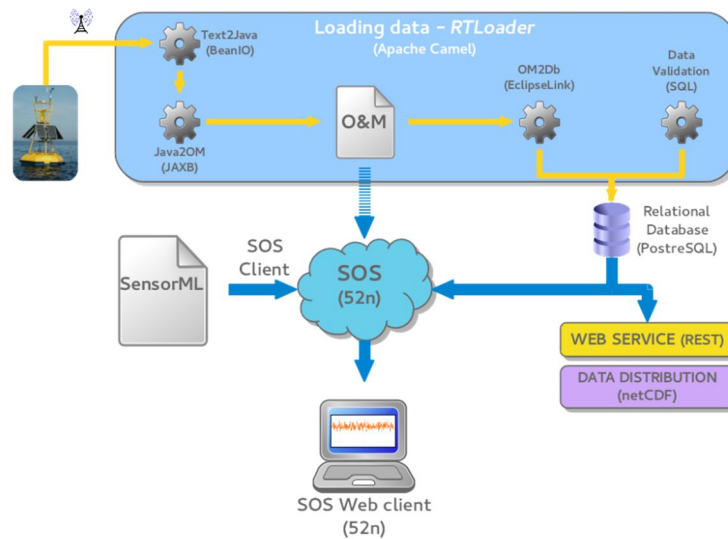 Loading data – RTLoader
(Apache Camel)
Text2Java
(BeanIO)
OM2Db
(EclipseLink)
Data
Validation
(SQL)
O&M
Java2OM
(JAXB)
Relational
Database
(PostreSQL)
SensorML
SOS
Client
SOS
(52n)
WEB SERVICE (REST)
DATA DISTRIBUTION
(netCDF)
SOS Web client
(52n)